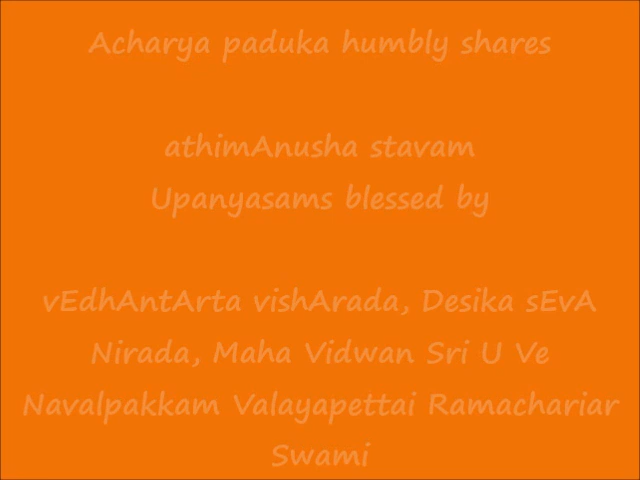 Acharya paduka humbly shares
athimAnusha stavam
Upanyasams blessed by
vEdhAntArta vishArada, Desika sEvA
Nirada, Maha Vidwan Sri U Ve
Navalpakkam Valayapettai Ramachariar
Swami